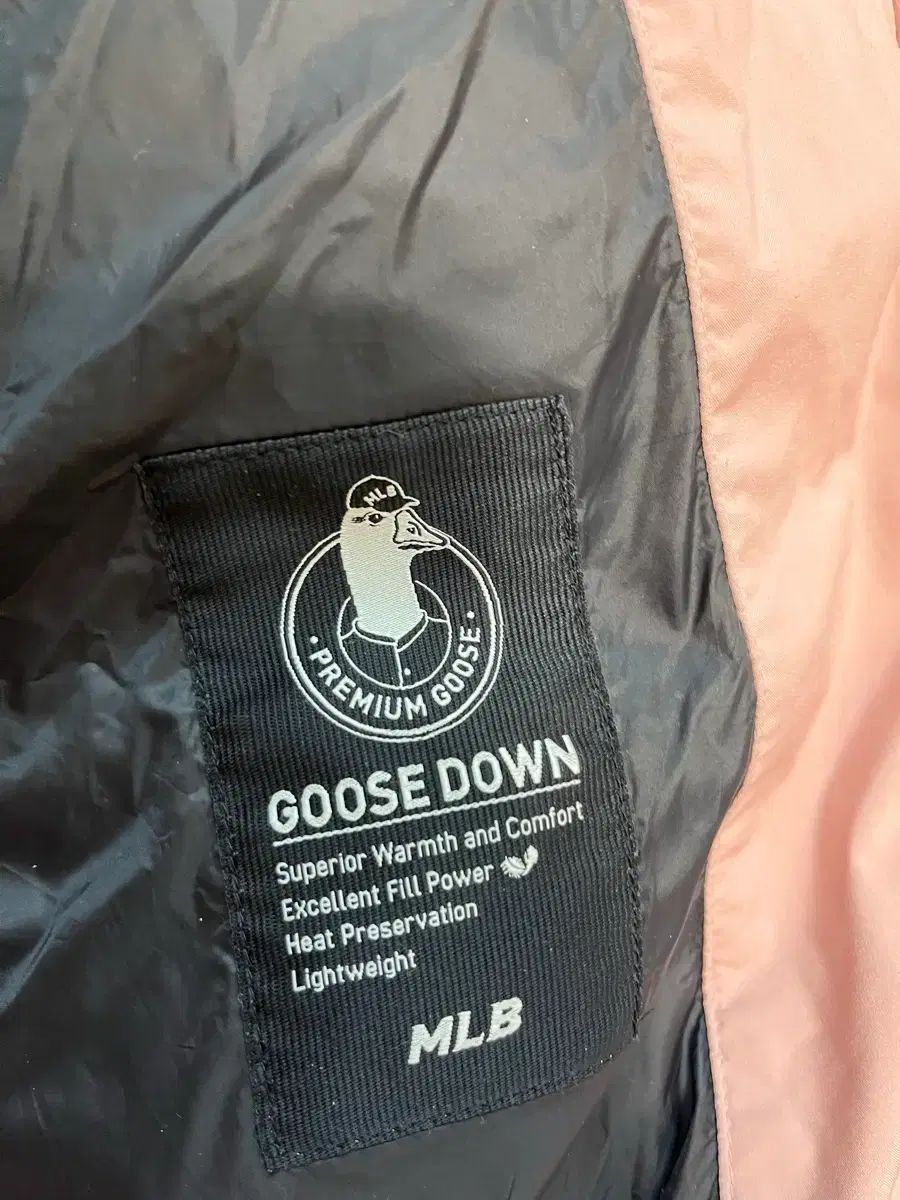 MLB
• PREMIUM GOOSE •
GOOSE DOWN
Superior Warmth and Comfort
Excellent Fill Power
Heat Preservation
Lightweight
MLB